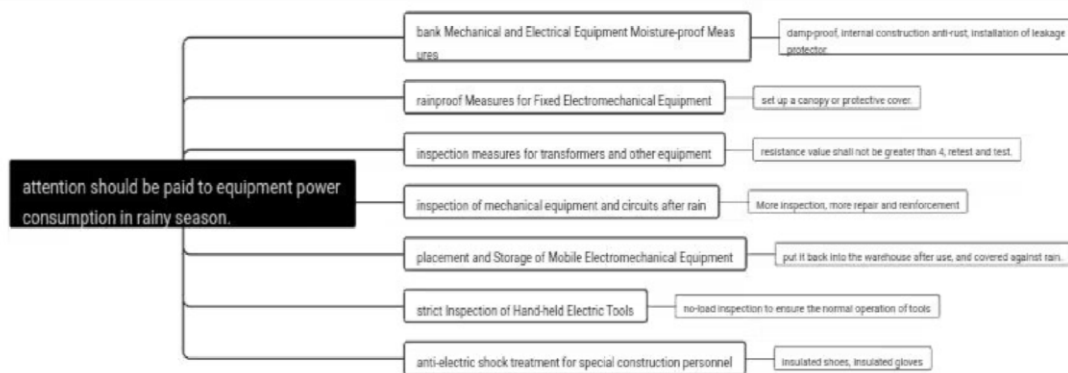 attention should be paid to equipment power
consumption in rainy season.
bank Mechanical and Electrical Equipment Moisture-proof Meas
ures
damp-proof, internal construction anti-rust, installation of leakage
protector.
rainproof Measures for Fixed Electromechanical Equipment
set up a canopy or protective cover.
inspection measures for transformers and other equipment
resistance value shall not be greater than 4, retest and test.
inspection of mechanical equipment and circuits after rain
More inspection, more repair and reinforcement
placement and Storage of Mobile Electromechanical Equipment
put it back into the warehouse after use, and covered against rain.
strict Inspection of Hand-held Electric Tools
no-load inspection to ensure the normal operation of tools
anti-electric shock treatment for special construction personnel
insulated shoes, insulated gloves